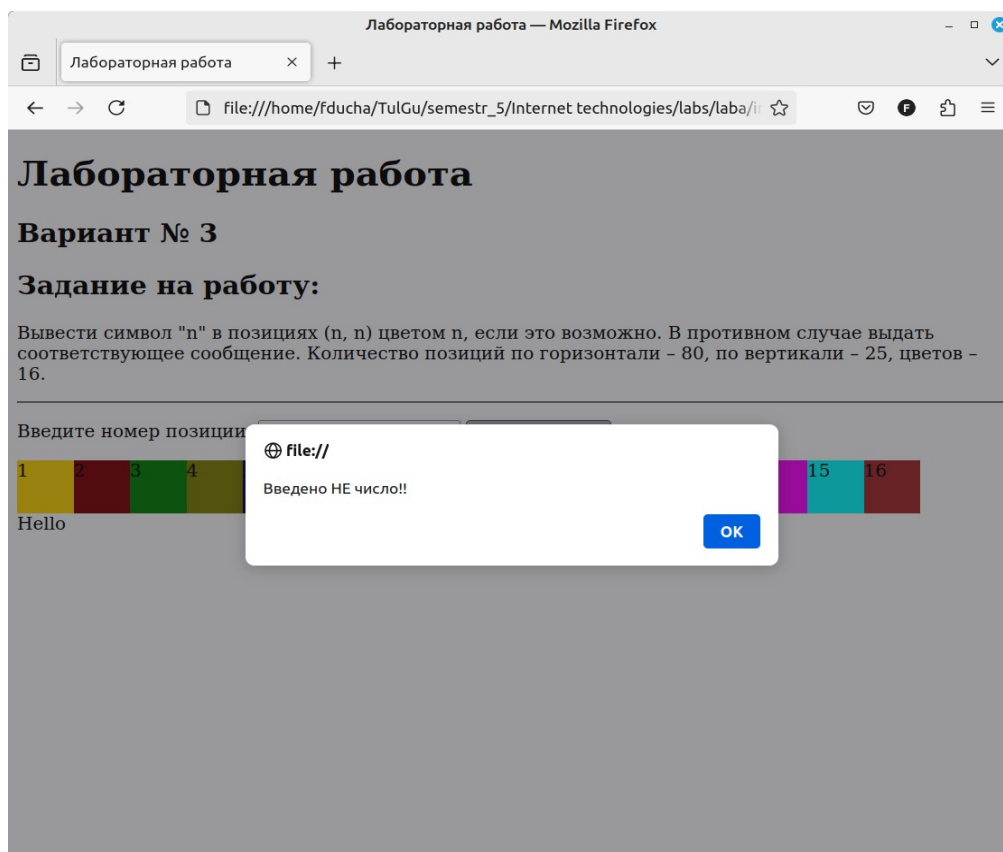 Лабораторная работа — Mozilla Firefox
Лабораторная работа
file:///home/fducha/TulGu/semestr_5/Internet technologies/labs/laba/
Лабораторная работа
Вариант № 3
Задание на работу:
Вывести символ "n" в позициях (n, n) цветом n, если это возможно. В противном случае выдать
соответствующее сообщение. Количество позиций по горизонтали – 80, по вертикали – 25, цветов –
16.
Введите номер позиции
file://
Введено НЕ число!!
OK
1 2 3 4 15 16
Hello